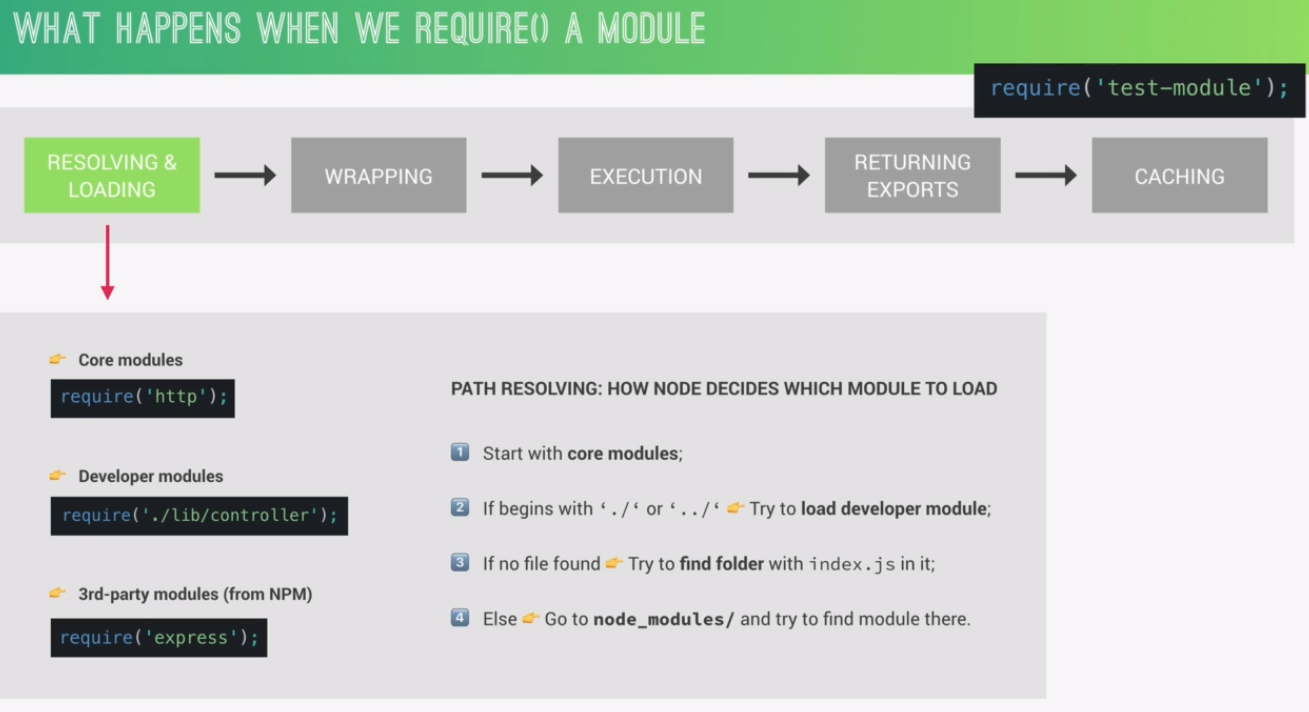 WHAT HAPPENS WHEN WE REQUIRE() A MODULE
require('test-module');
RESOLVING &
LOADING
WRAPPING
EXECUTION
RETURNING
EXPORTS
CACHING
👉 Core modules
require('http');
👉 Developer modules
require('./lib/controller');
👉 3rd-party modules (from NPM)
require('express');
PATH RESOLVING: HOW NODE DECIDES WHICH MODULE TO LOAD
1️⃣ Start with core modules;
2️⃣ If begins with ‘./‘ or ‘../‘ 👉 Try to load developer module;
3️⃣ If no file found 👉 Try to find folder with index.js in it;
4️⃣ Else 👉 Go to node_modules/ and try to find module there.